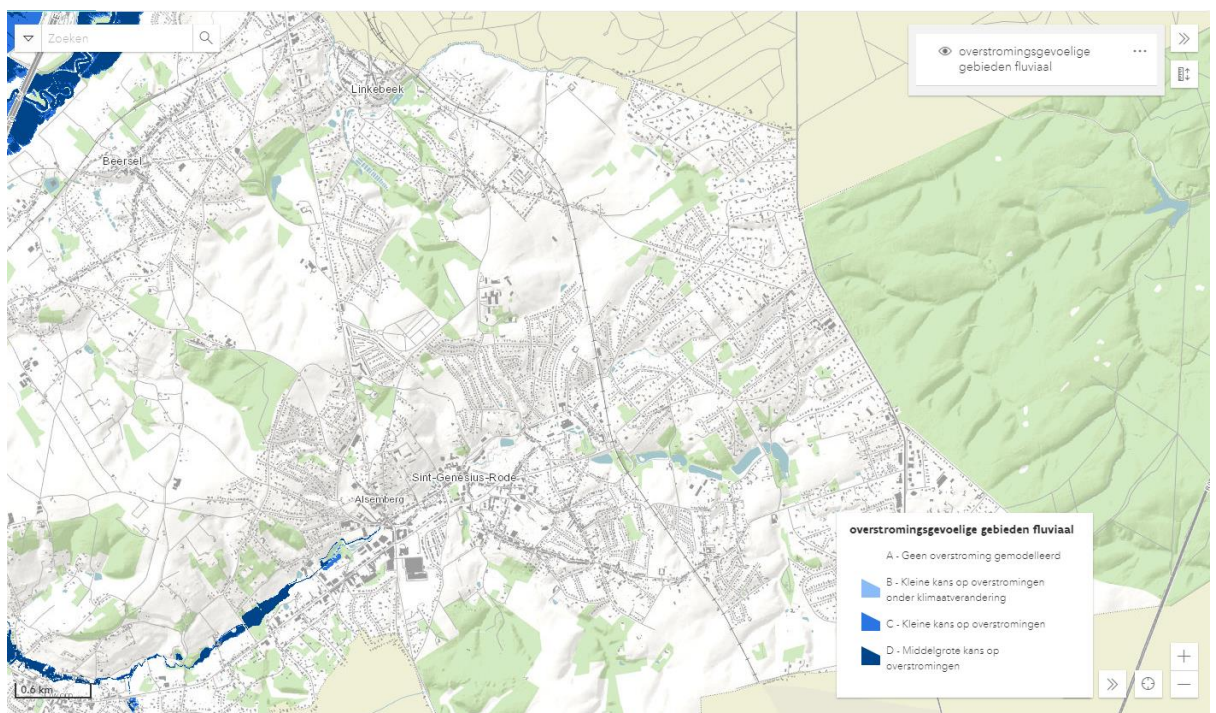 Zoeken
overstromingsgevoelige
gebieden fluviaal
Linkebeek
Beersel
Sint-Genesius-Rode
Alsemberg
overstromingsgevoelige gebieden fluviaal
A - Geen overstroming gemodelleerd
B - Kleine kans op overstromingen
onder klimaatverandering
C - Kleine kans op overstromingen
D - Middelgrote kans op
overstromingen
0.6 km